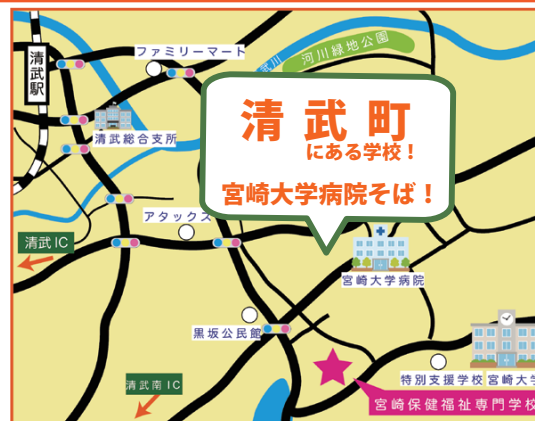 清武駅
ファミリーマート
武川
河川緑地公園
清武町
にある学校！
宮崎大学病院そば！
清武総合支所
アタックス
清武IC
宮崎大学病院
黒坂公民館
清武南IC
特別支援学校
宮崎大学
宮崎保健福祉専門学校